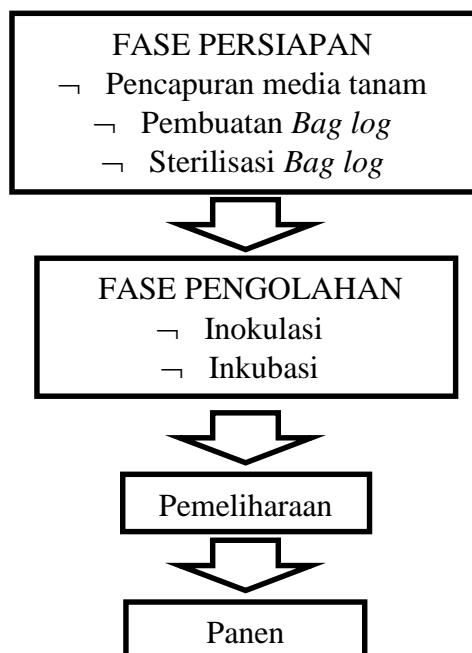 FASE PERSIAPAN
¬ Pencapuran media tanam
¬ Pembuatan Bag log
¬ Sterilisasi Bag log
FASE PENGOLAHAN
¬ Inokulasi
¬ Inkubasi
Pemeliharaan
Panen